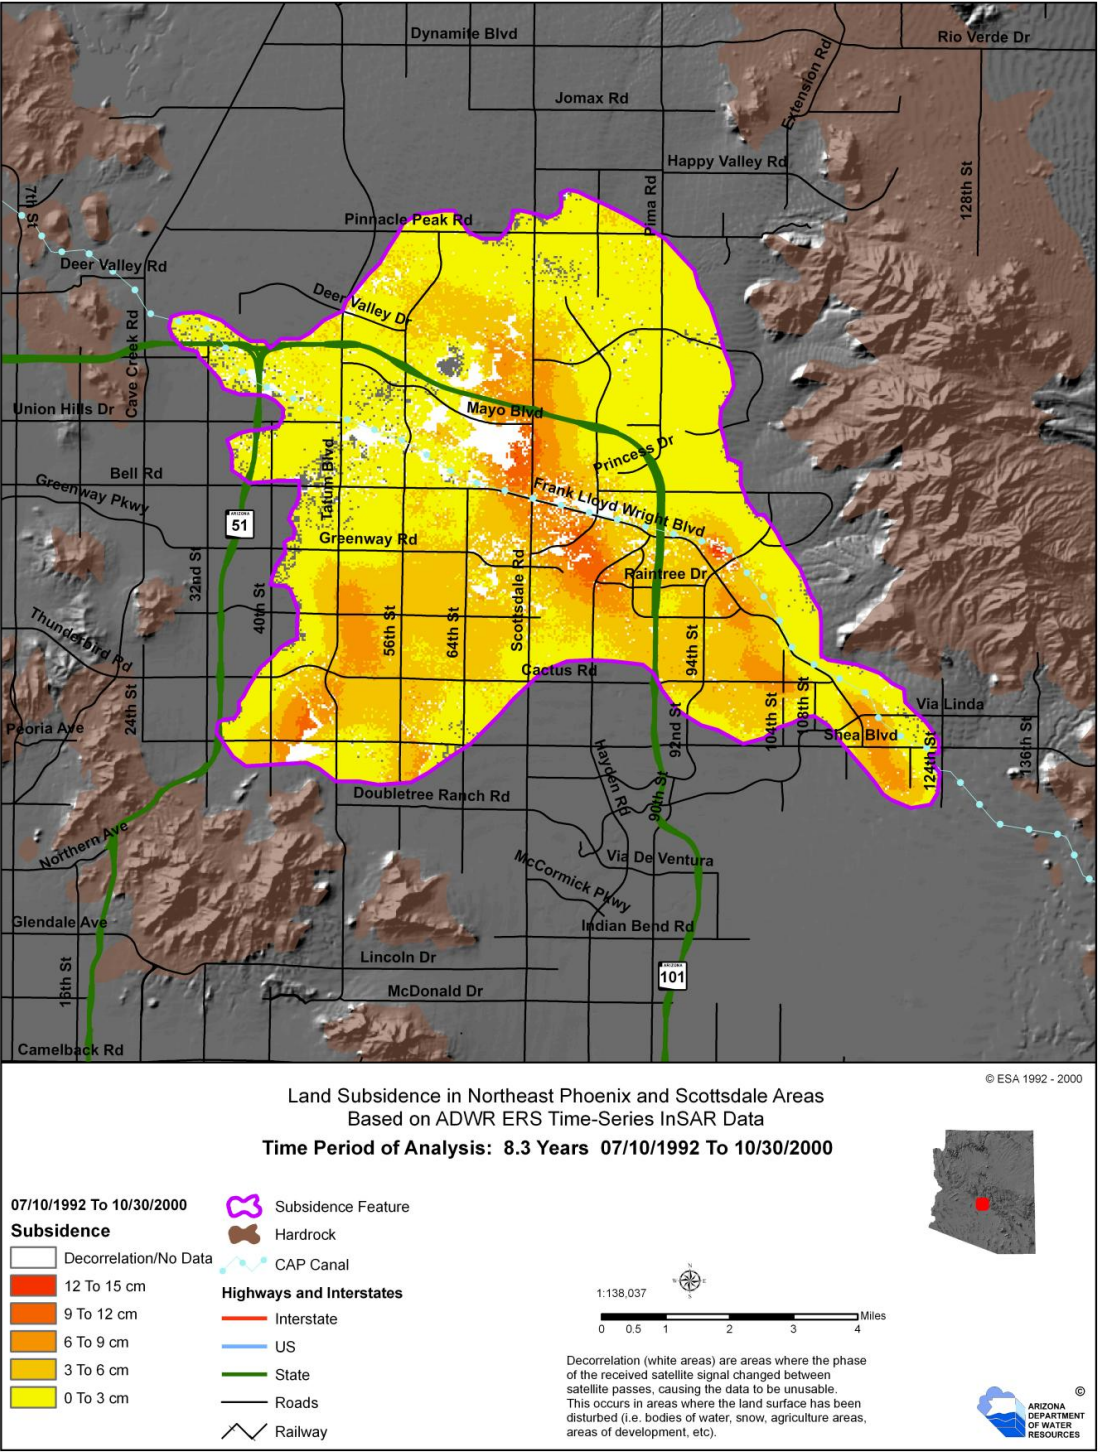 Dynamite Blvd
Rio Verde Dr
Extension Rd
Jomax Rd
Happy Valley Rd
7th St
Pima Rd
128th St
Pinnacle Peak Rd
Deer Valley Rd
Deer Valley Dr
Cave Creek Rd
Union Hills Dr
Mayo Blvd
Princess Dr
Tatum Blvd
Bell Rd
Greenway Pkwy
Frank Lloyd Wright Blvd
ARIZONA
51
Greenway Rd
32nd St
40th St
Scottsdale Rd
Raintree Dr
56th St
64th St
Thunderbird Rd
94th St
Cactus Rd
24th St
104th St
108th St
Via Linda
Peoria Ave
92nd St
Shea Blvd
124th St
136th St
Hayden Rd
90th St
Doubletree Ranch Rd
Northern Ave
Via De Ventura
McCormick Pkwy
Glendale Ave
Indian Bend Rd
Lincoln Dr
16th St
ARIZONA
101
McDonald Dr
Camelback Rd
© ESA 1992 - 2000
Land Subsidence in Northeast Phoenix and Scottsdale Areas
Based on ADWR ERS Time-Series InSAR Data
Time Period of Analysis: 8.3 Years 07/10/1992 To 10/30/2000
07/10/1992 To 10/30/2000
Subsidence
Decorrelation/No Data
12 To 15 cm
9 To 12 cm
6 To 9 cm
3 To 6 cm
0 To 3 cm
Subsidence Feature
Hardrock
CAP Canal
Highways and Interstates
Interstate
US
State
Roads
Railway
N
W E
S
1:138,037
Miles
0 0.5 1 2 3 4
Decorrelation (white areas) are areas where the phase
of the received satellite signal changed between
satellite passes, causing the data to be unusable.
This occurs in areas where the land surface has been
disturbed (i.e. bodies of water, snow, agriculture areas,
areas of development, etc).
©
ARIZONA
DEPARTMENT
OF WATER
RESOURCES